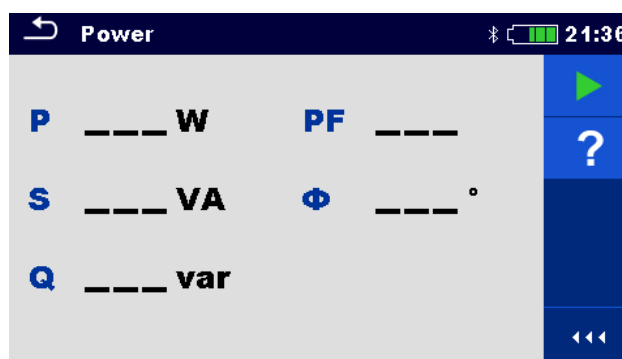 Power 21:36
P ___ W PF ___
S ___ VA Φ ___ °
Q ___ var
?